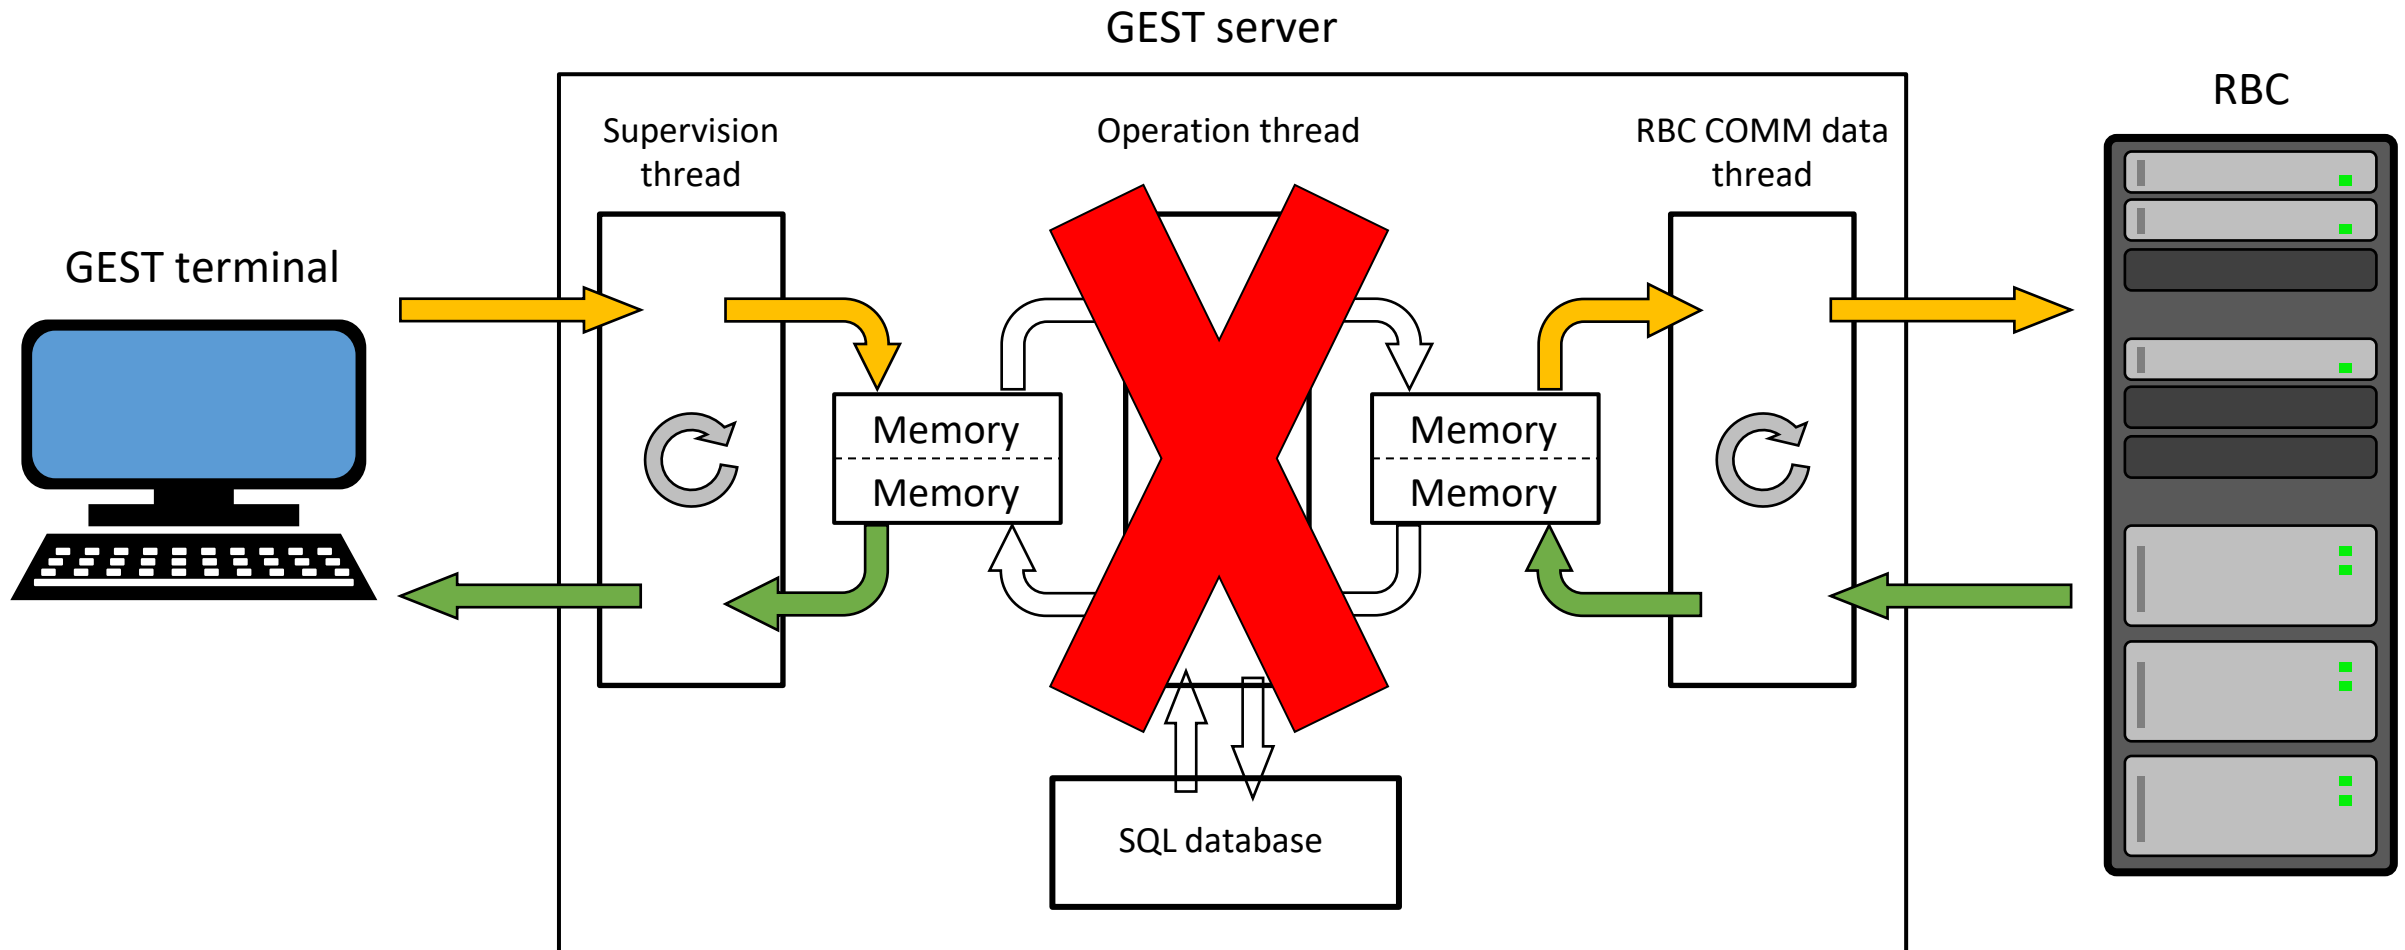 GEST server
RBC
Supervision
thread
Operation thread
RBC COMM data
thread
GEST terminal
Memory
Memory
Memory
Memory
SQL database